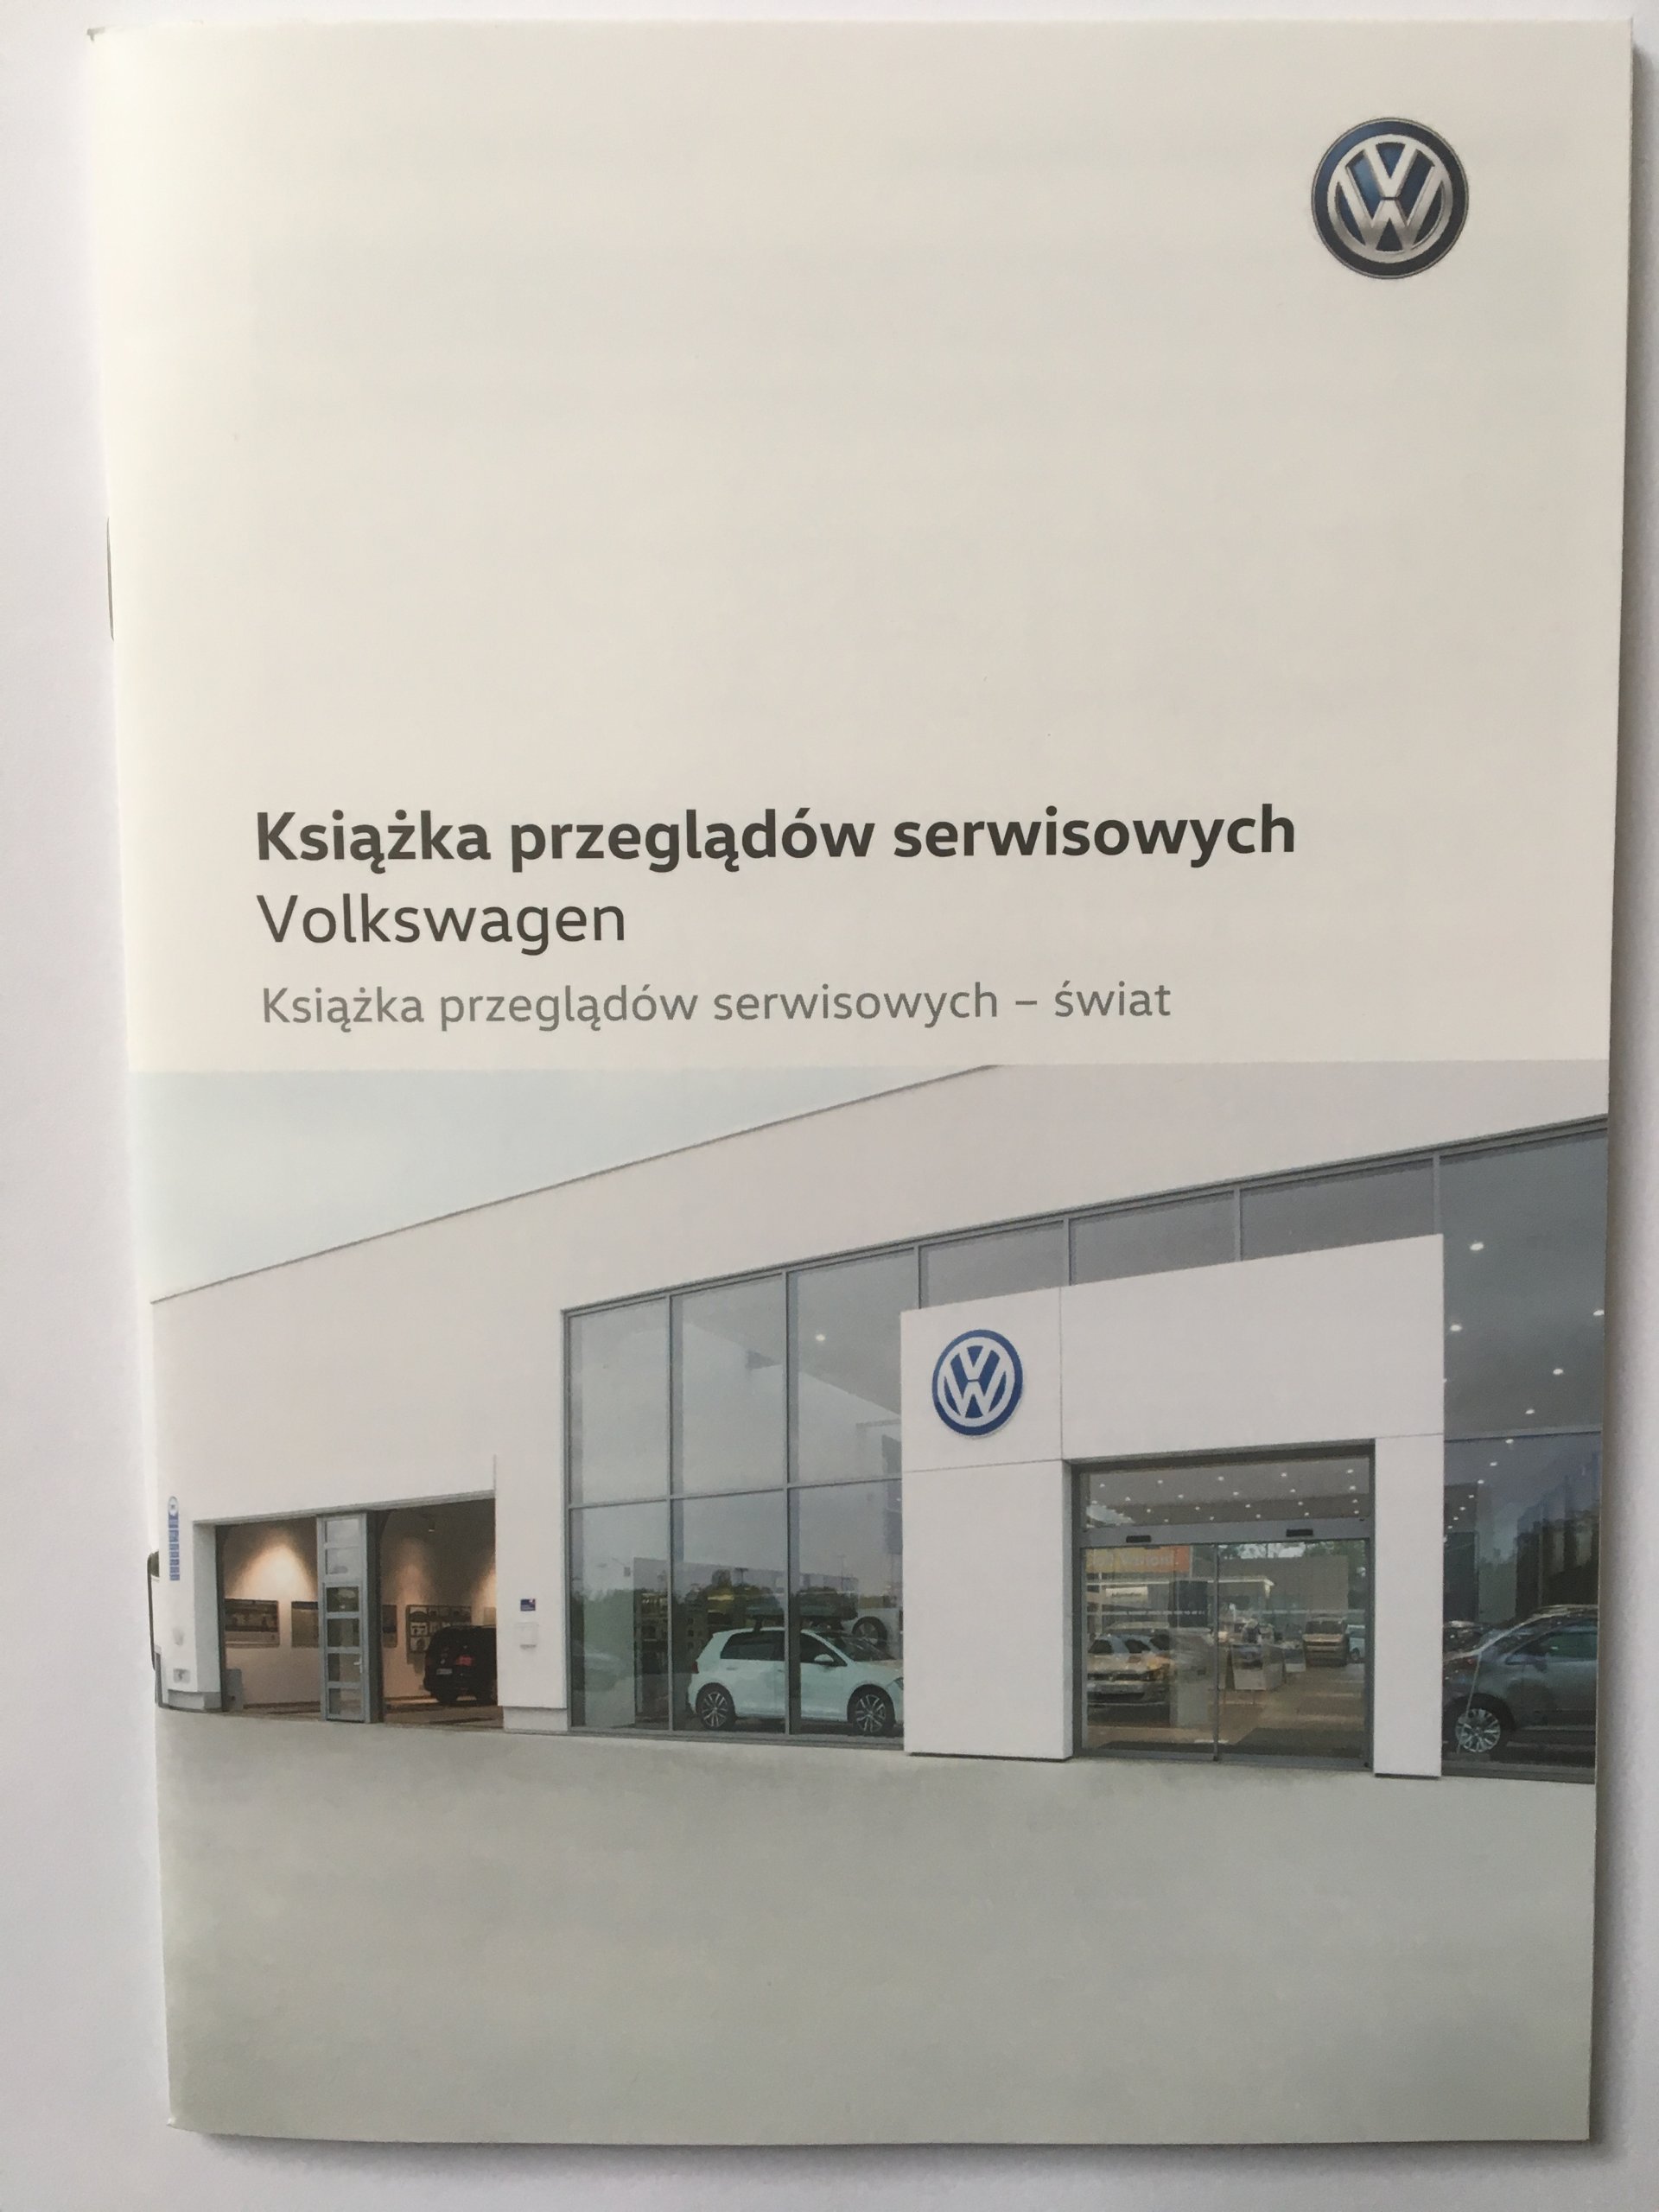 Książka przeglądów serwisowych
Volkswagen
Książka przeglądów serwisowych – świat